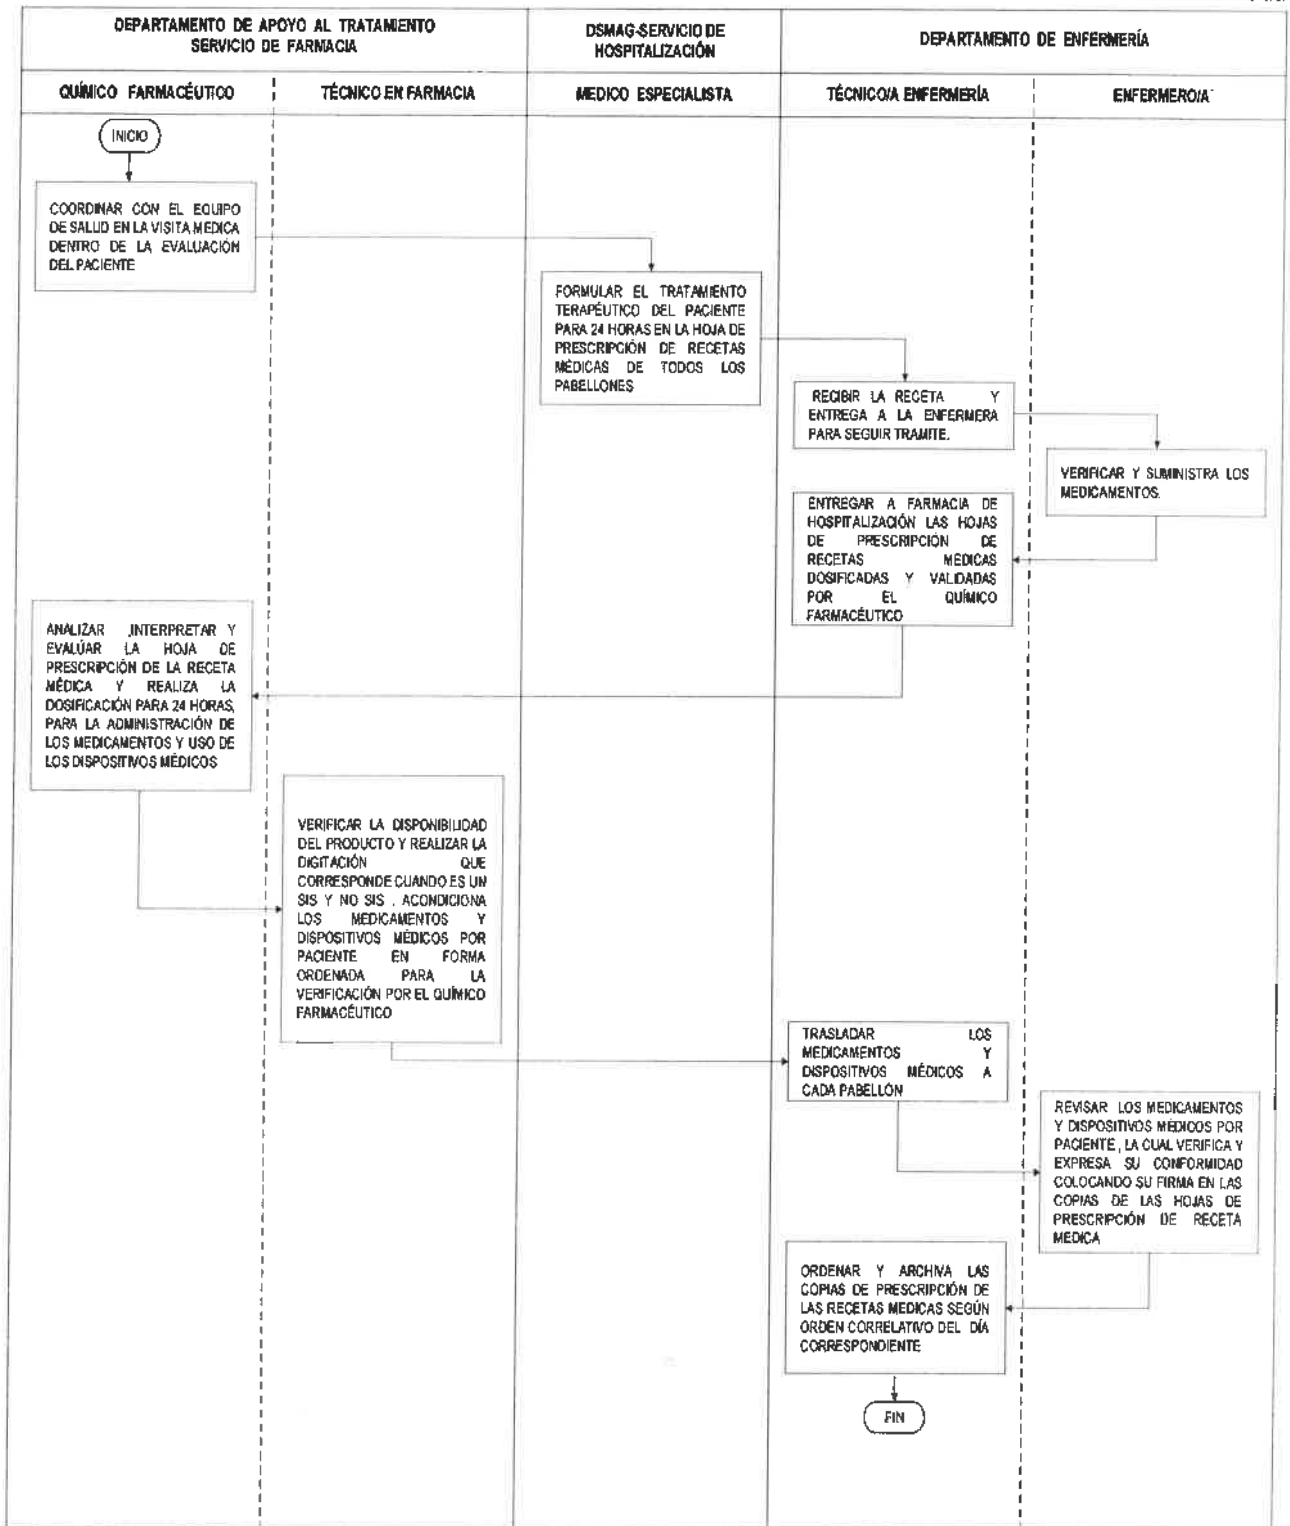 DEPARTAMENTO DE APOYO AL TRATAMIENTO
SERVICIO DE FARMACIA
DSMAG-SERVICIO DE
HOSPITALIZACIÓN
DEPARTAMENTO DE ENFERMERÍA
QUÍMICO FARMACÉUTICO
TÉCNICO EN FARMACIA
MEDICO ESPECIALISTA
TÉCNICO/A ENFERMERÍA
ENFERMERO/A
INICIO
COORDINAR CON EL EQUIPO
DE SALUD EN LA VISITA MEDICA
DENTRO DE LA EVALUACIÓN
DEL PACIENTE
FORMULAR EL TRATAMIENTO
TERAPÉUTICO DEL PACIENTE
PARA 24 HORAS EN LA HOJA DE
PRESCRIPCIÓN DE RECETAS
MÉDICAS DE TODOS LOS
PABELLONES
RECIBIR LA RECETA Y
ENTREGA A LA ENFERMERA
PARA SEGUIR TRAMITE.
VERIFICAR Y SUMINISTRA LOS
MEDICAMENTOS.
ENTREGAR A FARMACIA DE
HOSPITALIZACIÓN LAS HOJAS
DE PRESCRIPCIÓN DE
RECETAS MEDICAS
DOSIFICADAS Y VALIDADAS
POR EL QUÍMICO
FARMACÉUTICO
ANALIZAR ,INTERPRETAR Y
EVALÚAR LA HOJA DE
PRESCRIPCIÓN DE LA RECETA
MÉDICA Y REALIZA LA
DOSIFICACIÓN PARA 24 HORAS,
PARA LA ADMINISTRACIÓN DE
LOS MEDICAMENTOS Y USO DE
LOS DISPOSITIVOS MÉDICOS
VERIFICAR LA DISPONIBILIDAD
DEL PRODUCTO Y REALIZAR LA
DIGITACIÓN QUE
CORRESPONDE CUANDO ES UN
SIS Y NO SIS . ACONDICIONA
LOS MEDICAMENTOS Y
DISPOSITIVOS MÉDICOS POR
PACIENTE EN FORMA
ORDENADA PARA LA
VERIFICACIÓN POR EL QUÍMICO
FARMACÉUTICO
TRASLADAR LOS
MEDICAMENTOS Y
DISPOSITIVOS MÉDICOS A
CADA PABELLÓN
REVISAR LOS MEDICAMENTOS
Y DISPOSITIVOS MÉDICOS POR
PACIENTE , LA CUAL VERIFICA Y
EXPRESA SU CONFORMIDAD
COLOCANDO SU FIRMA EN LAS
COPIAS DE LAS HOJAS DE
PRESCRIPCIÓN DE RECETA
MEDICA
ORDENAR Y ARCHIVA LAS
COPIAS DE PRESCRIPCIÓN DE
LAS RECETAS MEDICAS SEGÚN
ORDEN CORRELATIVO DEL DÍA
CORRESPONDIENTE
FIN